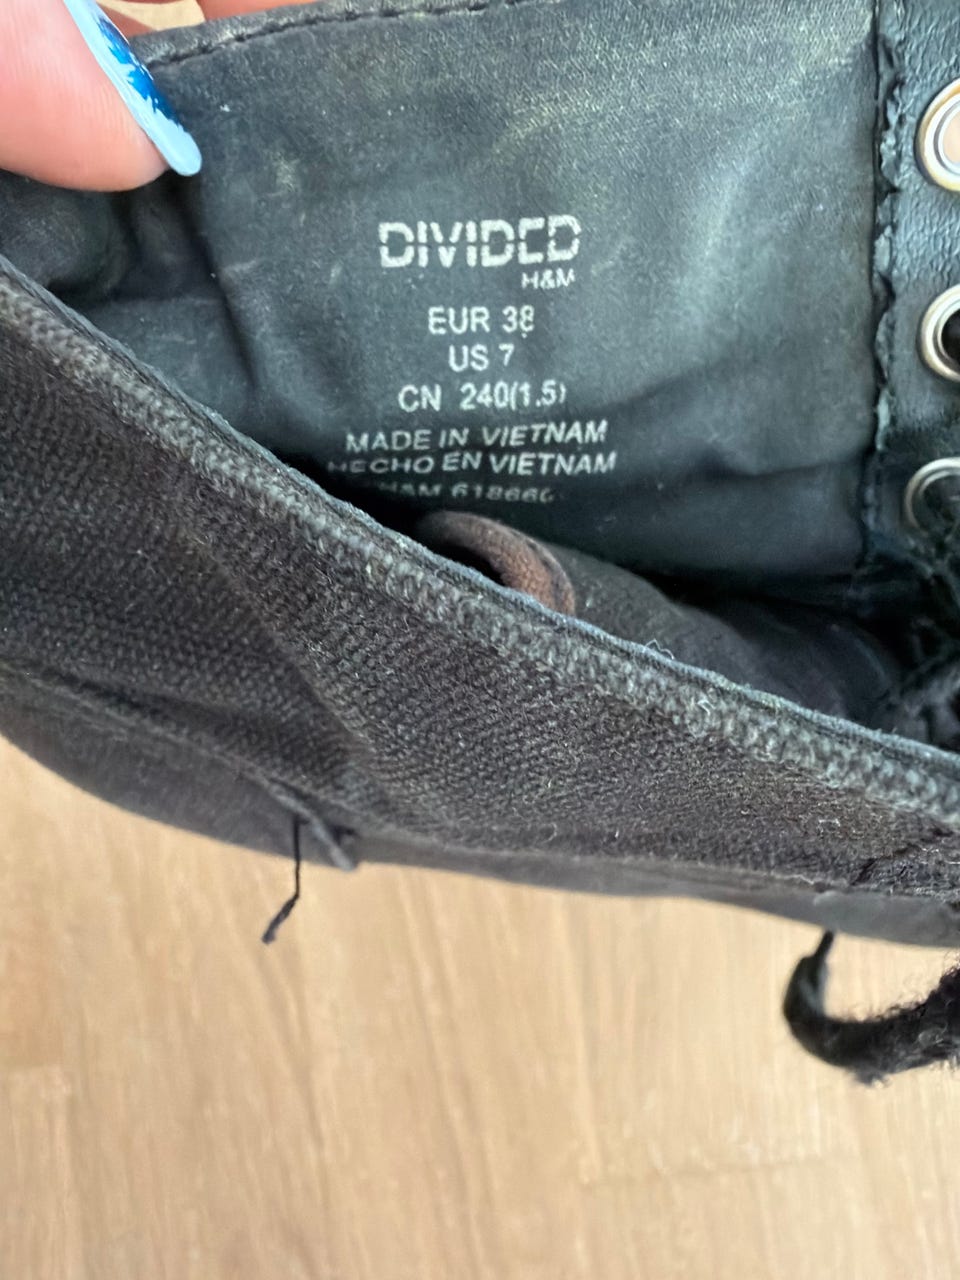 DIVIDED
H&M
EUR 38
US 7
CN 240(1.5)
MADE IN VIETNAM
HECHO EN VIETNAM